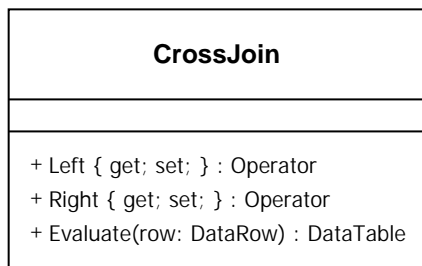 CrossJoin
+ Left { get; set; } : Operator
+ Right { get; set; } : Operator
+ Evaluate(row: DataRow) : DataTable